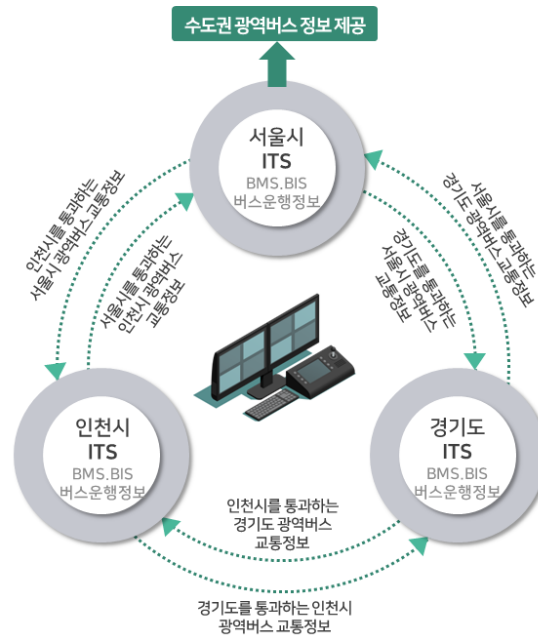 수도권 광역버스 정보 제공
서울시
ITS
BMS.BIS
버스운행정보
인천시를 통과하는
서울시 광역버스 교통정보
서울시를 통과하는
인천시 광역버스
교통정보
경기도를 통과하는
서울시 광역버스
교통정보
서울시를 통과하는
경기도 광역버스 교통정보
인천시
ITS
BMS.BIS
버스운행정보
경기도
ITS
BMS.BIS
버스운행정보
인천시를 통과하는
경기도 광역버스
교통정보
경기도를 통과하는 인천시
광역버스 교통정보